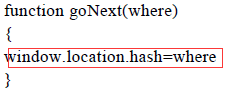 function goNext(where)
{
window.location.hash=where
}